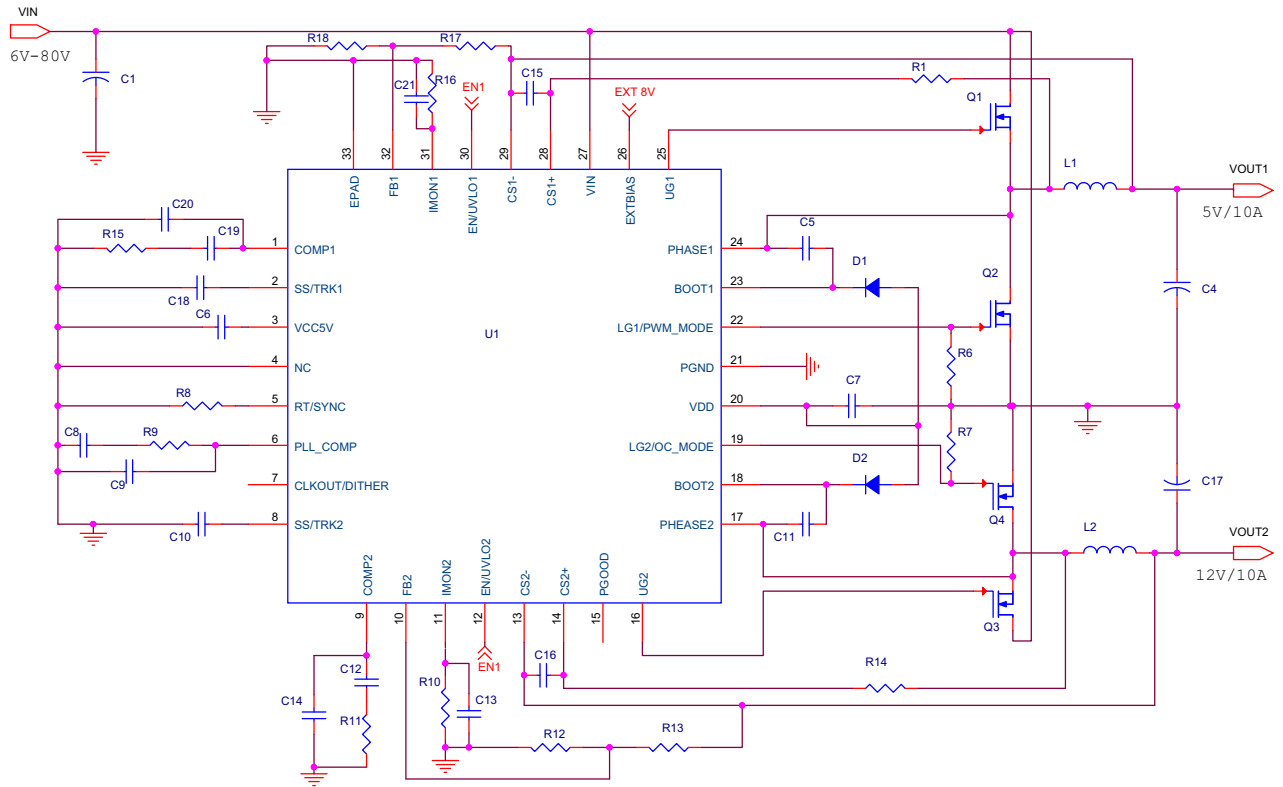 VIN
6V-80V
C1
R18
R17
C21
R16
EN1
C15
EXT 8V
R1
Q1
L1
VOUT1
5V/10A
33
32
31
30
29
28
27
26
25
EPAD
FB1
IMON1
EN/UVLO1
CS1-
CS1+
VIN
EXTBIAS
UG1
C20
R15
C19
1
COMP1
C18
2
SS/TRK1
C6
3
VCC5V
4
NC
R8
5
RT/SYNC
C8
R9
6
PLL_COMP
C9
7
CLKOUT/DITHER
C10
8
SS/TRK2
U1
PHASE1
24
C5
BOOT1
23
D1
Q2
C4
LG1/PWM_MODE
22
R6
PGND
21
C7
VDD
20
LG2/OC_MODE
19
R7
D2
BOOT2
18
C17
PHEASE2
17
C11
Q4
L2
VOUT2
12V/10A
Q3
COMP2
FB2
IMON2
EN/UVLO2
CS2-
CS2+
PGOOD
UG2
9
10
11
12
13
14
15
16
EN1
C16
C12
C14
R11
R10
C13
R14
R12
R13